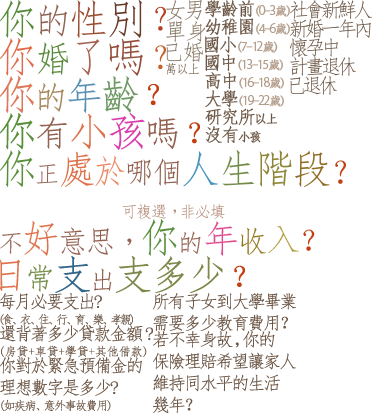 你的性別？女男
你婚了嗎？單身 已婚 萬以上
你的年齡？
你有小孩嗎？
學齡前(0-3歲)
幼稚園(4-6歲)
國小(7-12歲)
國中(13-15歲)
高中(16-18歲)
大學(19-22歲)
研究所以上
沒有小孩
你正處於哪個人生階段？
社會新鮮人
新婚一年內
懷孕中
計畫退休
已退休
可複選，非必填
不好意思，你的年收入？
日常支出支多少？
每月必要支出?
(食、衣、住、行、育、樂、孝親)
還背著多少貸款金額?
(房貸+車貸+學貸+其他借款)
你對於緊急預備金的
理想數字是多少?
(如疾病、意外事故費用)
所有子女到大學畢業
需要多少教育費用?
若不幸身故,你的
保險理賠希望讓家人
維持同水平的生活
幾年?